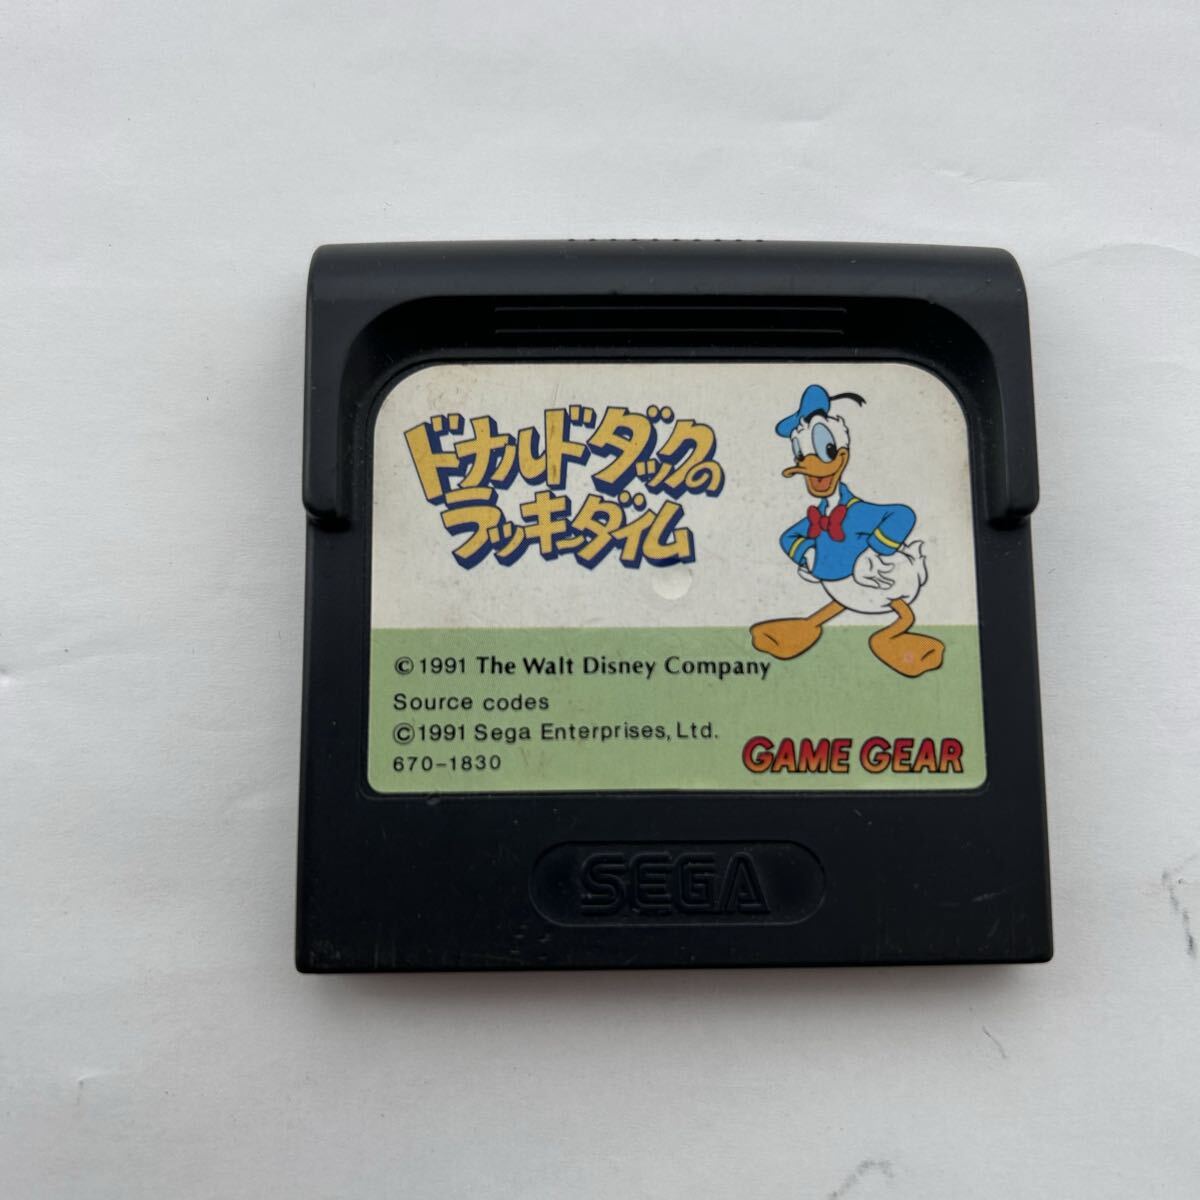 ドナルドダックの
ラッキーダイム
© 1991 The Walt Disney Company
Source codes
©1991 Sega Enterprises, Ltd.
670-1830
GAME GEAR
SEGA